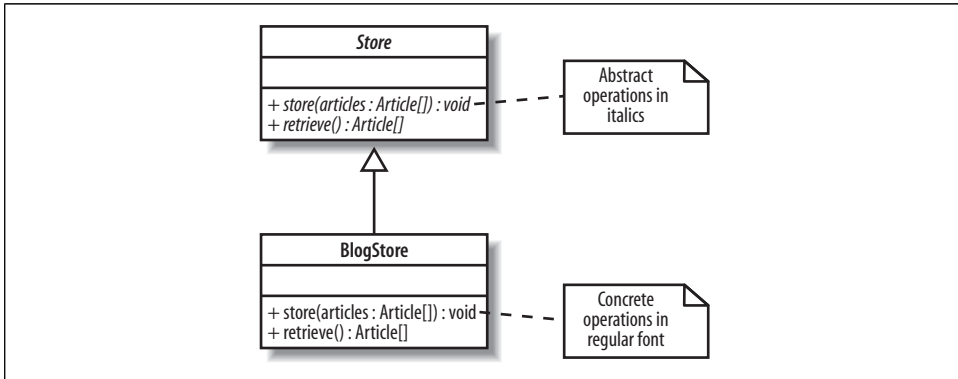 Store
+ store(articles : Article[]) : void
+ retrieve() : Article[]
Abstract
operations in
italics
BlogStore
+ store(articles : Article[]) : void
+ retrieve() : Article[]
Concrete
operations in
regular font